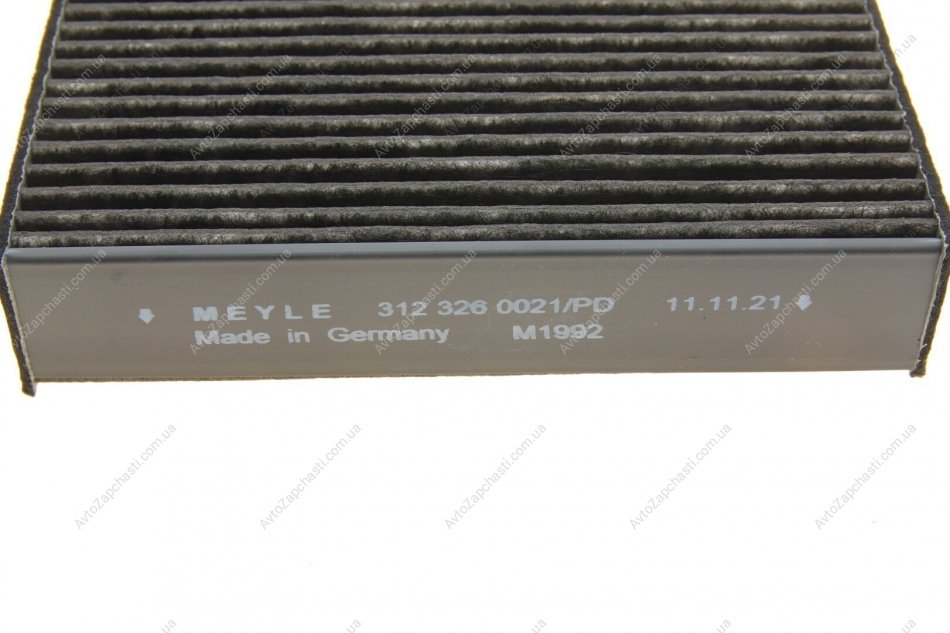 MEYLE 312 326 0021/PD 11.11.21
Made in Germany M1992
AvtoZapchasti.com.ua